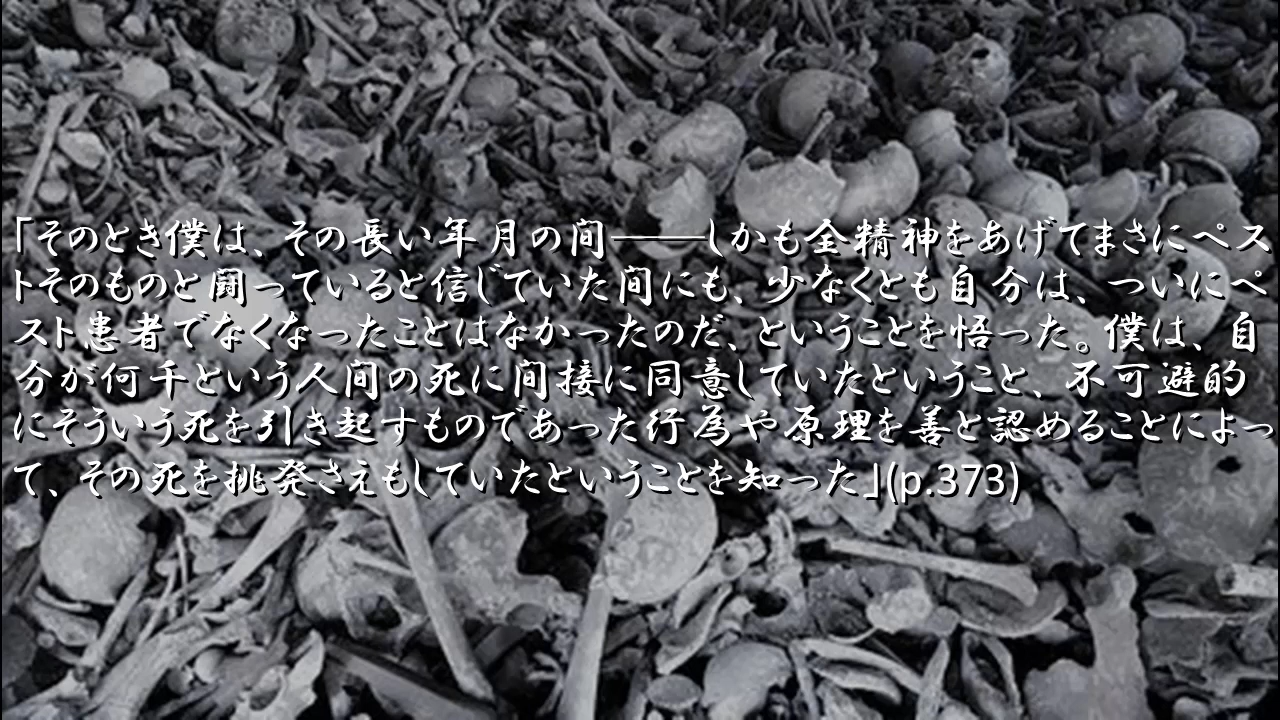 「そのとき僕は、その長い年月の間――しかも全精神をあげてまさにペス
トそのものと闘っていると信じていた間にも、少なくとも自分は、ついにペ
スト患者でなくなったことはなかったのだ、ということを悟った。僕は、自
分が何千という人間の死に間接に同意していたということ、不可避的
にそういう死を引き起すものであった行為や原理を善と認めることによっ
て、その死を挑発さえもしていたということを知った」(p.373)